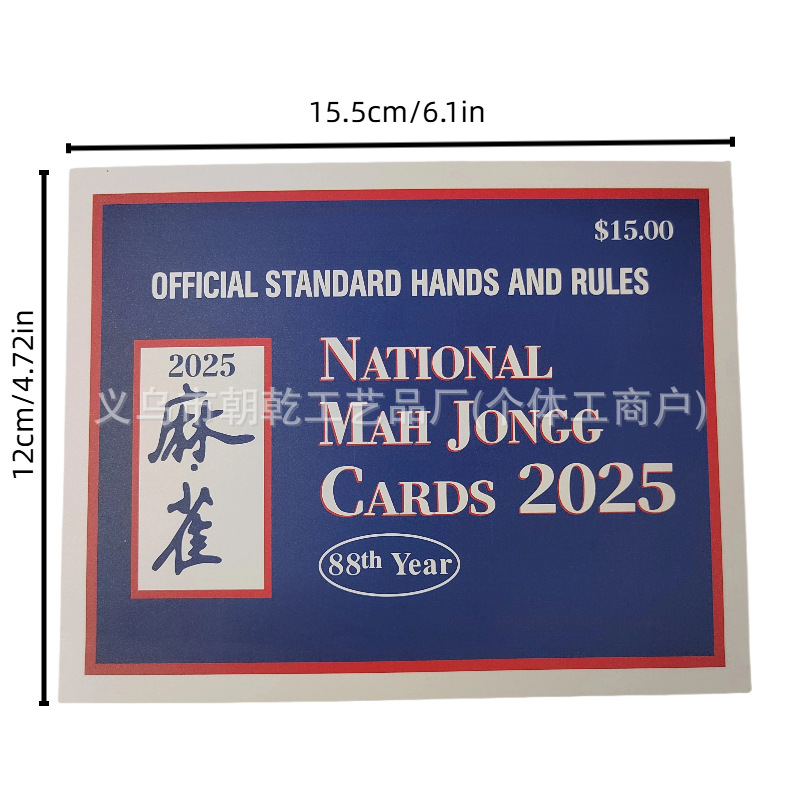 15.5cm/6.1in
12cm/4.72in
$15.00
OFFICIAL STANDARD HANDS AND RULES
2025
麻雀
NATIONAL
MAH JONGG
CARDS 2025
88th Year
义乌市朝乾工艺品厂(个体工商户)